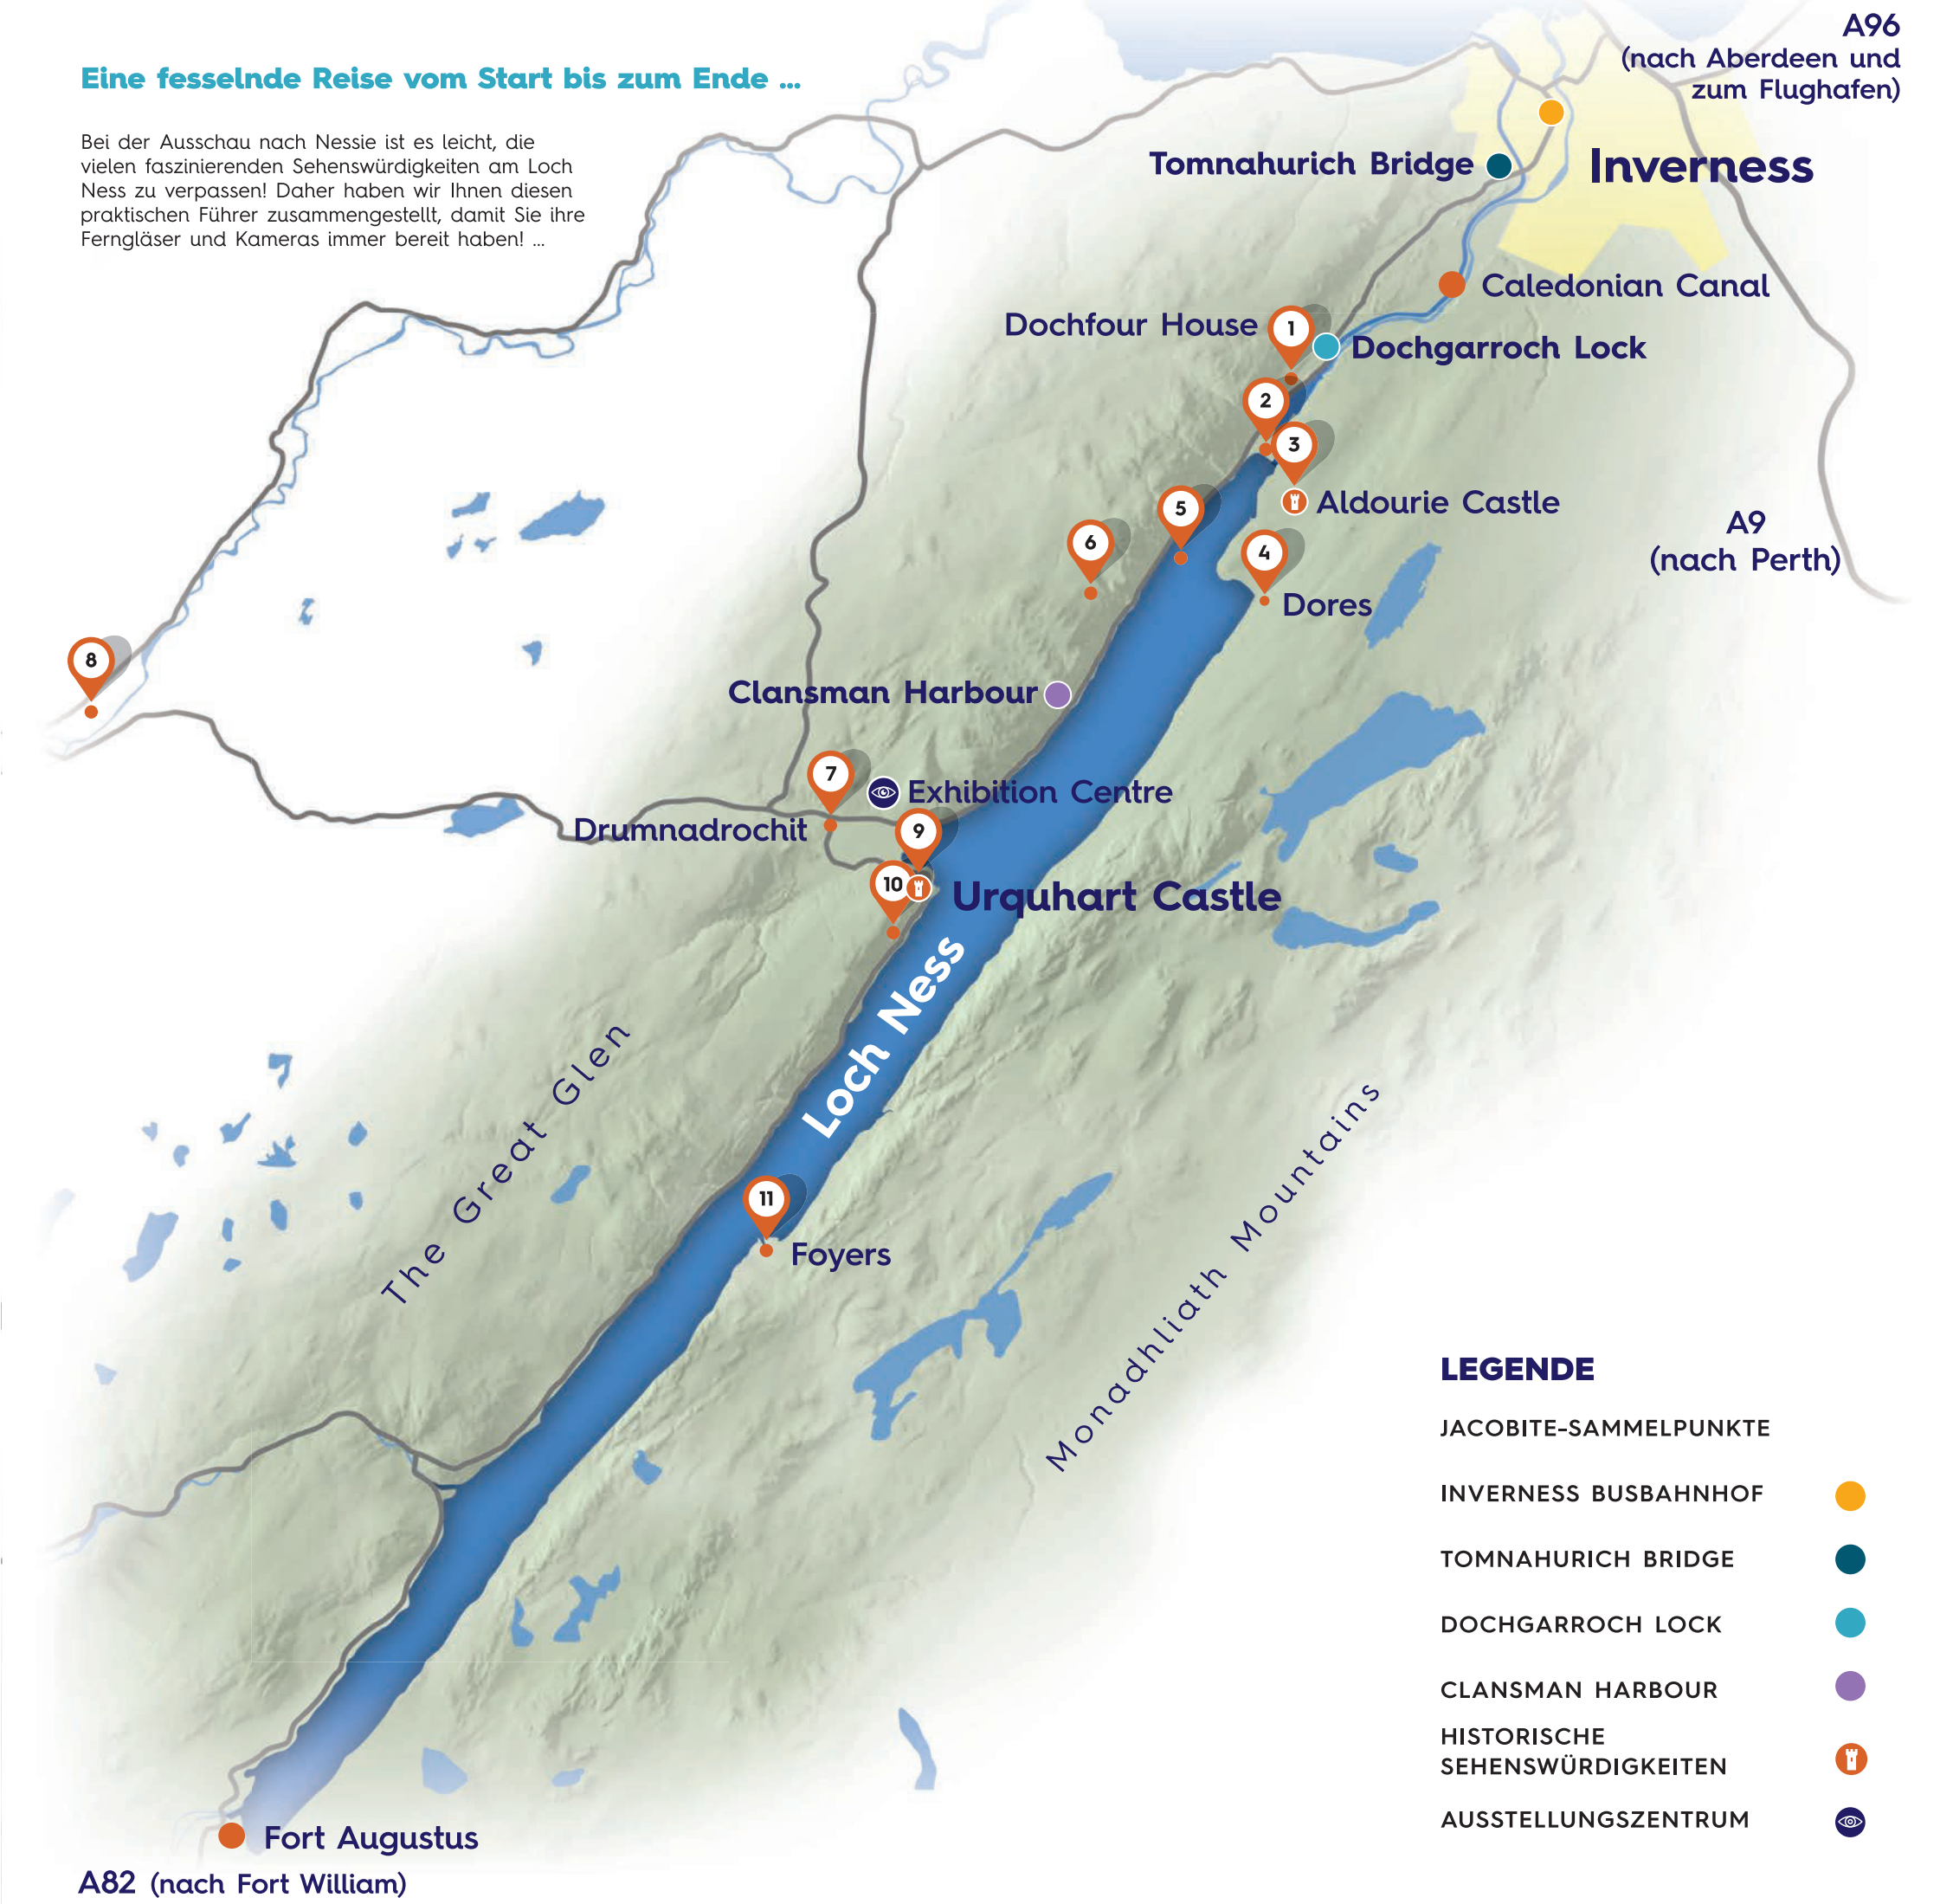 Eine fesselnde Reise vom Start bis zum Ende ...
Bei der Ausschau nach Nessie ist es leicht, die
vielen faszinierenden Sehenswürdigkeiten am Loch
Ness zu verpassen! Daher haben wir Ihnen diesen
praktischen Führer zusammengestellt, damit Sie ihre
Ferngläser und Kameras immer bereit haben! ...
A96
(nach Aberdeen und
zum Flughafen)
Tomnahurich Bridge
Inverness
Caledonian Canal
Dochfour House
1
Dochgarroch Lock
2
3
Aldourie Castle
5
6
4
Dores
A9
(nach Perth)
8
Clansman Harbour
7
Exhibition Centre
Drumnadrochit
9
10
Urquhart Castle
Loch Ness
The Great Glen
Monadhliath Mountains
11
Foyers
LEGENDE
JACOBITE-SAMMELPUNKTE
INVERNESS BUSBAHNHOF
TOMNAHURICH BRIDGE
DOCHGARROCH LOCK
CLANSMAN HARBOUR
HISTORISCHE
SEHENSWÜRDIGKEITEN
AUSSTELLUNGSZENTRUM
Fort Augustus
A82 (nach Fort William)